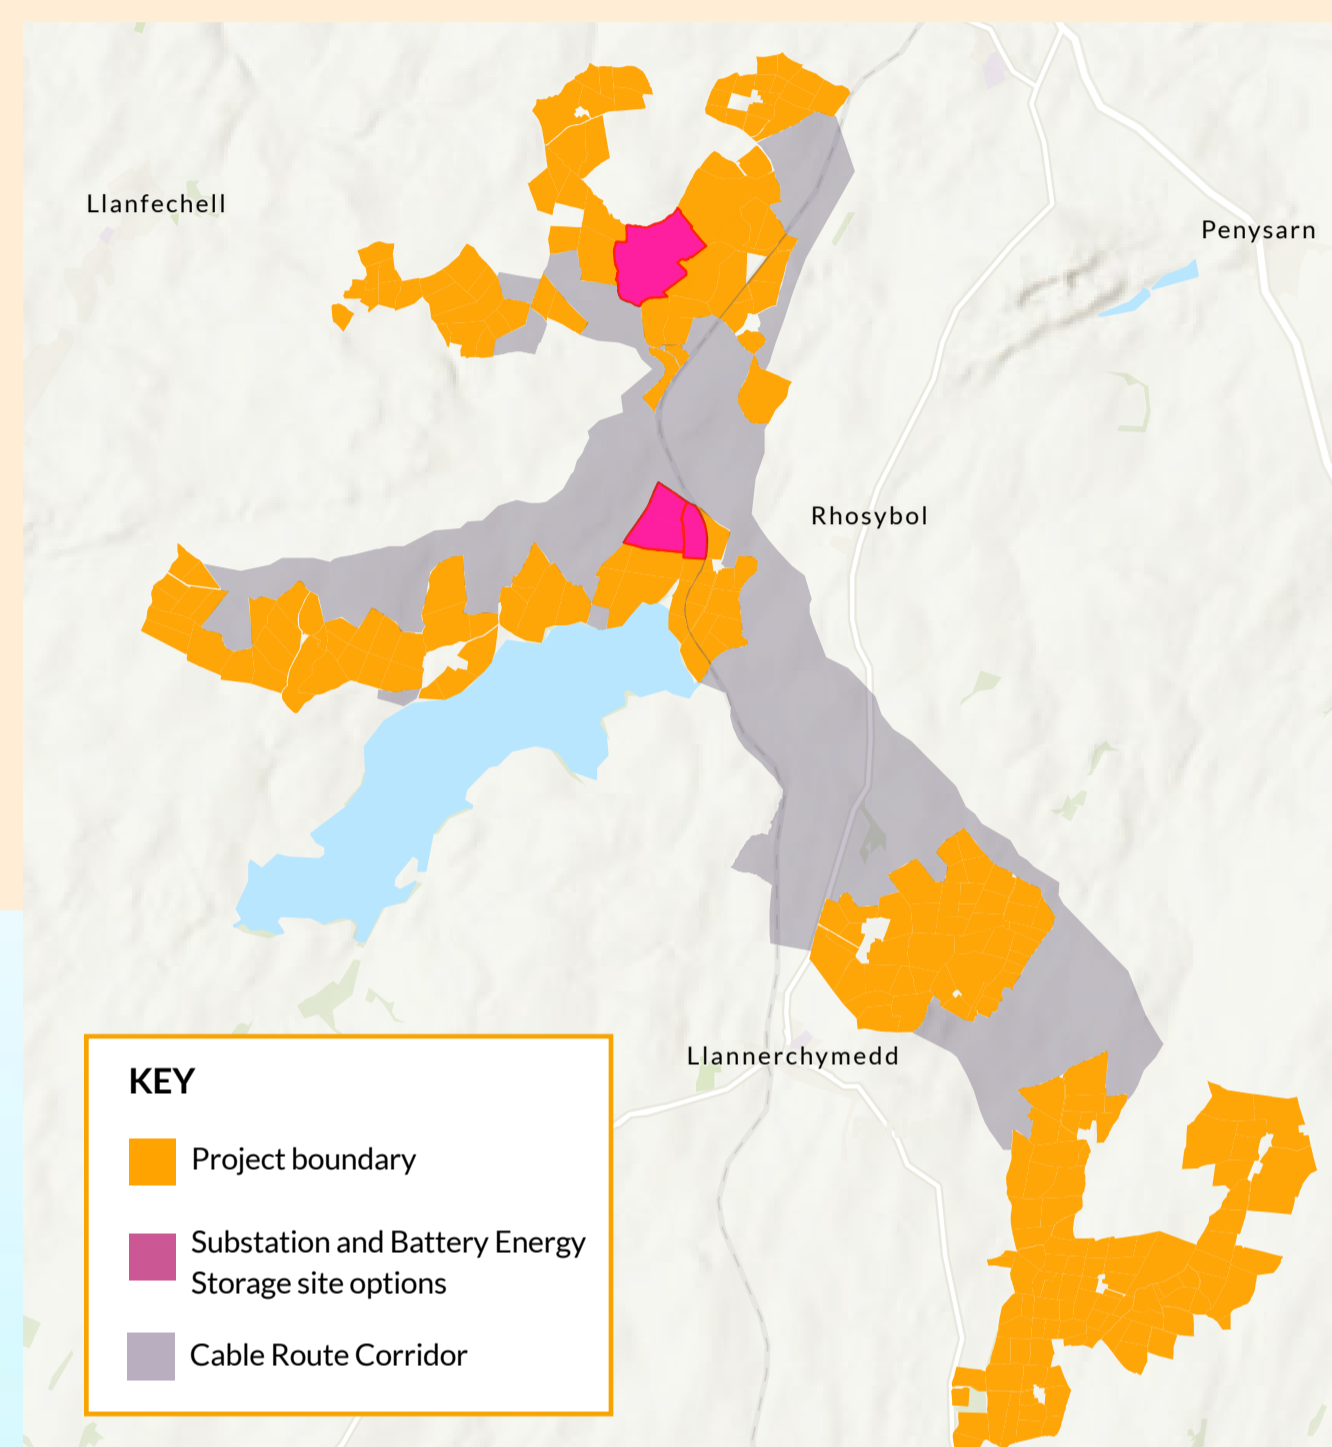 Llanfechell
Penysarn
Rhosybol
Llannerchymedd
KEY
Project boundary
Substation and Battery Energy
Storage site options
Cable Route Corridor